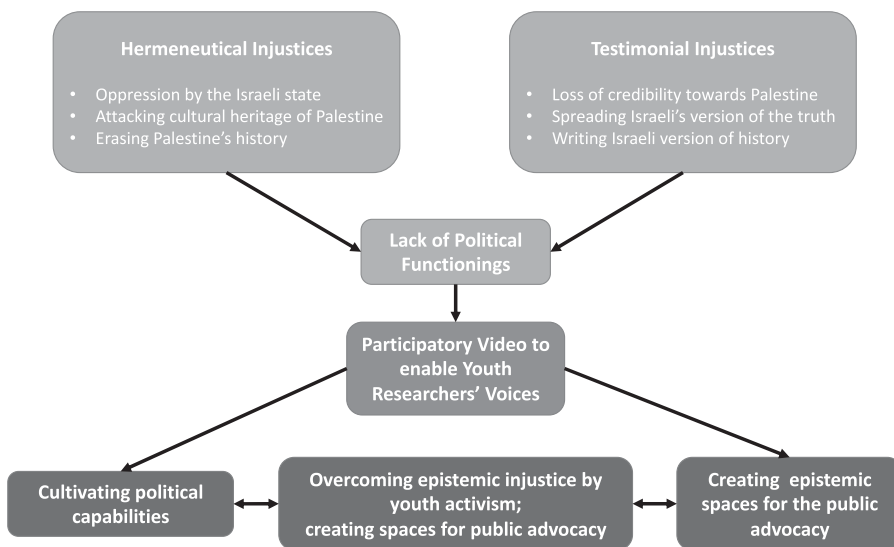 Hermeneutical Injustices
• Oppression by the Israeli state
• Attacking cultural heritage of Palestine
• Erasing Palestine's history
Testimonial Injustices
• Loss of credibility towards Palestine
• Spreading Israeli's version of the truth
• Writing Israeli version of history
Lack of Political
Functionings
Participatory Video to
enable Youth
Researchers' Voices
Cultivating political
capabilities
Overcoming epistemic injustice by
youth activism;
creating spaces for public advocacy
Creating epistemic
spaces for the public
advocacy